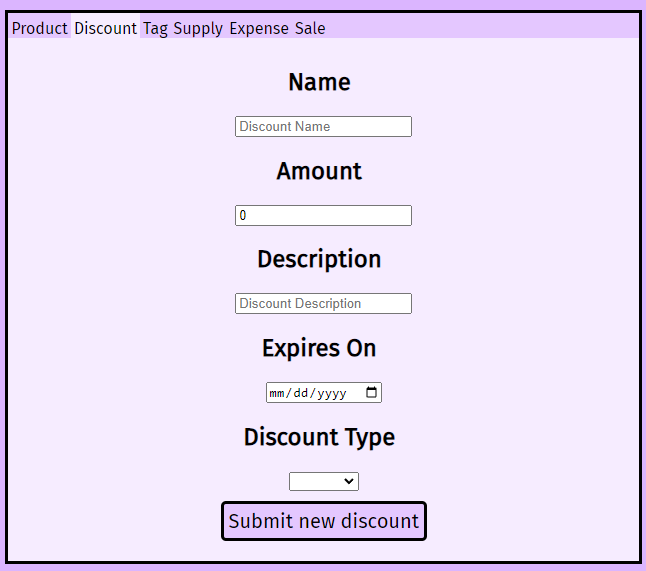 Product Discount Tag Supply Expense Sale
Name
Discount Name
Amount
0
Description
Discount Description
Expires On
mm/dd/yyyy
Discount Type
Submit new discount